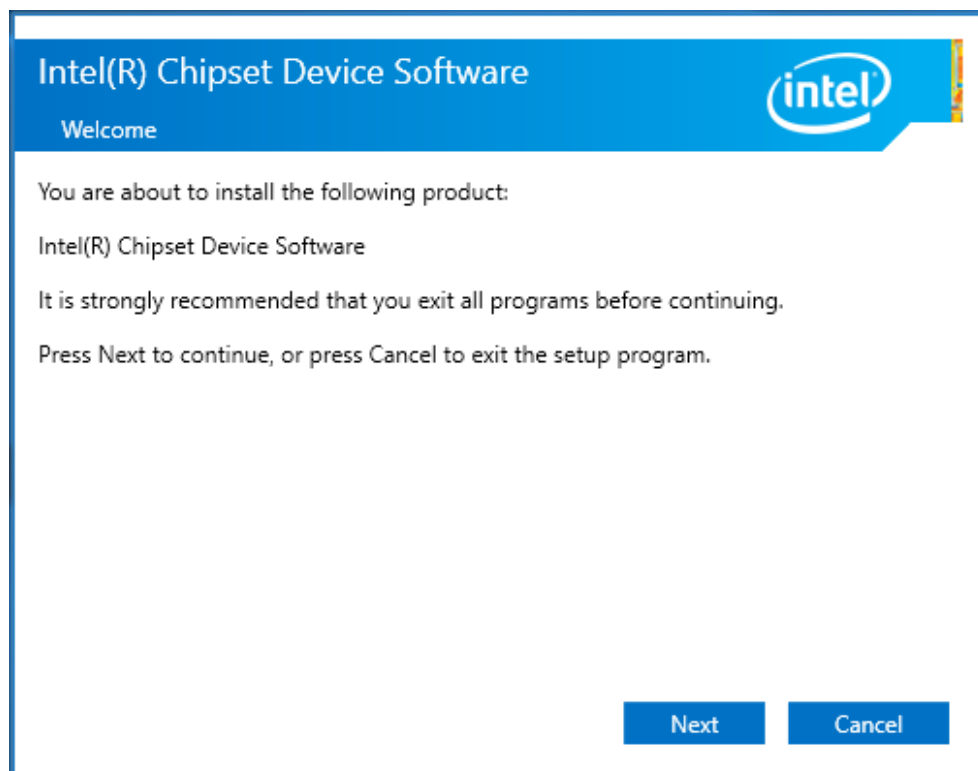 Intel(R) Chipset Device Software
intel
Welcome
You are about to install the following product:
Intel(R) Chipset Device Software
It is strongly recommended that you exit all programs before continuing.
Press Next to continue, or press Cancel to exit the setup program.
Next
Cancel